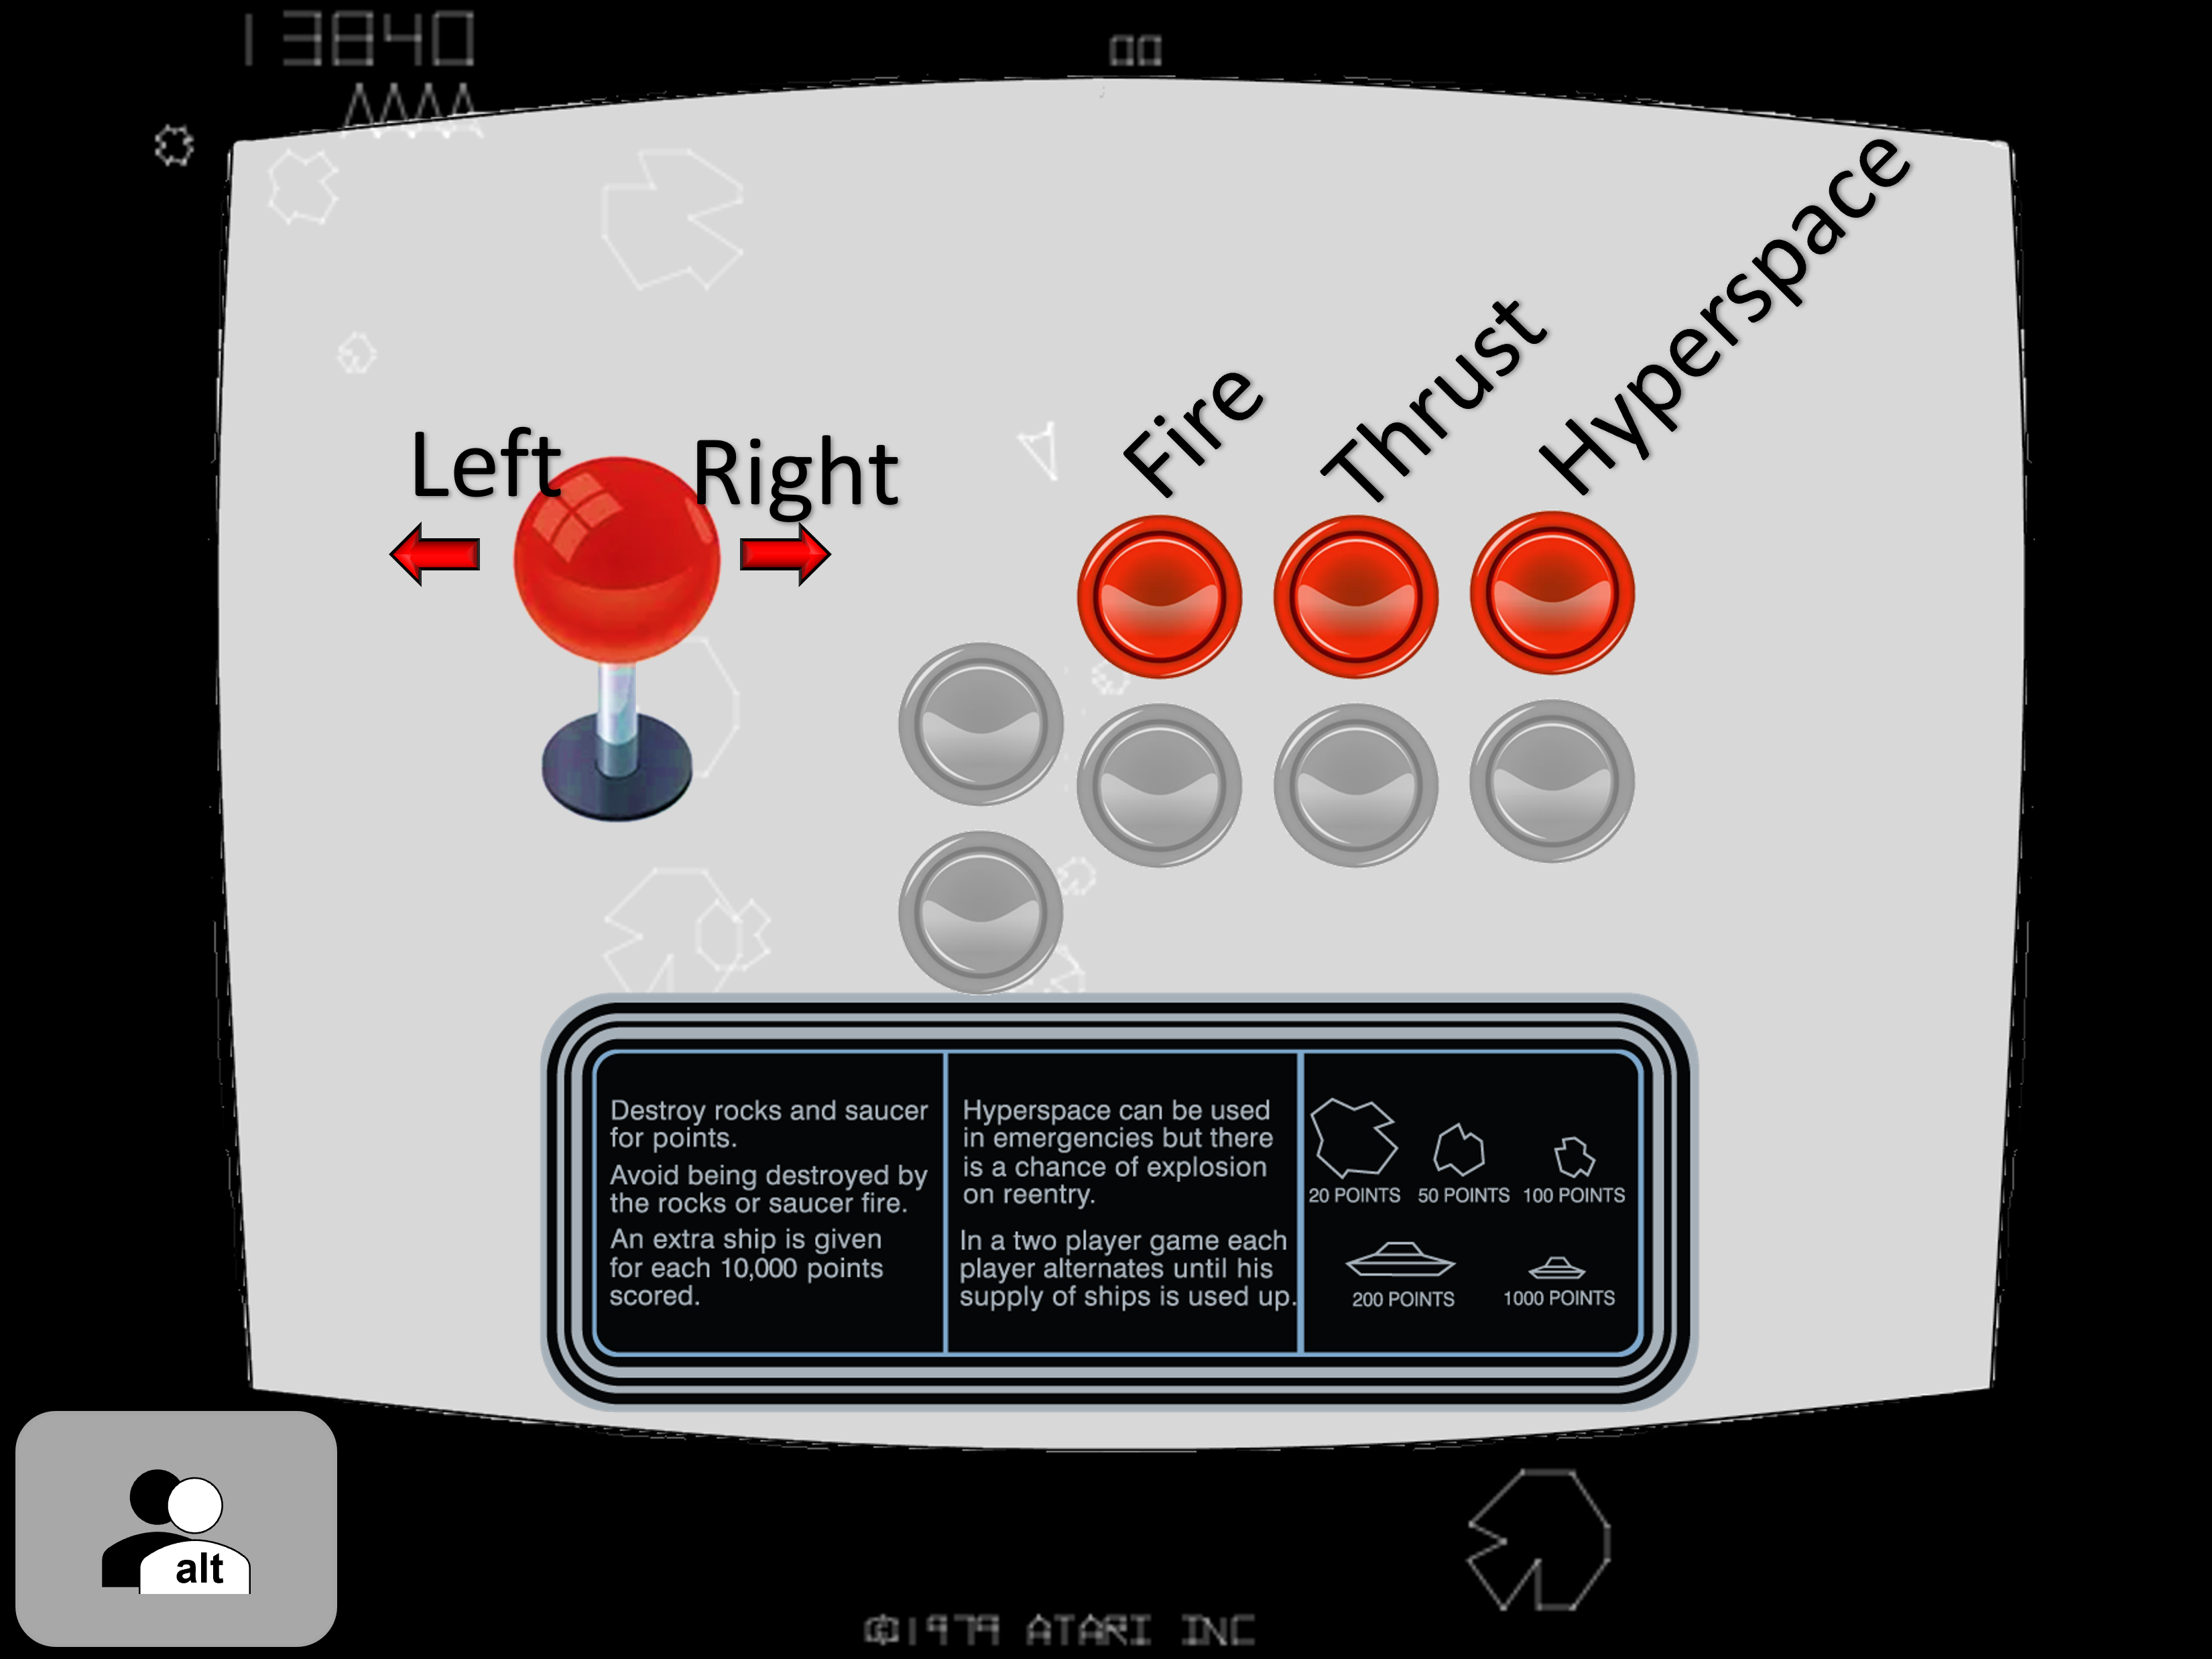 13840
00
Left
Right
Fire
Thrust
Hyperspace
Destroy rocks and saucer
for points.
Avoid being destroyed by
the rocks or saucer fire.
An extra ship is given
for each 10,000 points
scored.
Hyperspace can be used
in emergencies but there
is a chance of explosion
on reentry.
In a two player game each
player alternates until his
supply of ships is used up.
20 POINTS
50 POINTS
100 POINTS
200 POINTS
1000 POINTS
alt
©1979 ATARI INC